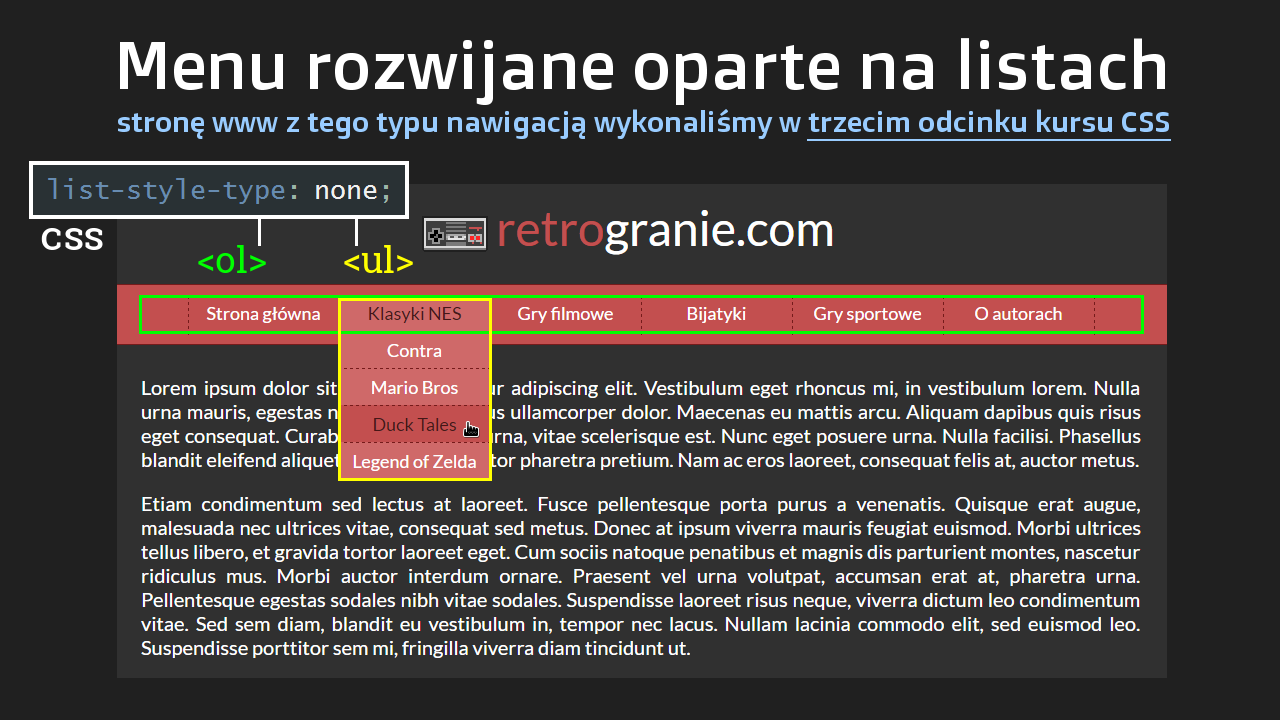 Menu rozwijane oparte na listach
stronę www z tego typu nawigacją wykonaliśmy w trzecim odcinku kursu CSS
list-style-type: none;
CSS
<ol> <ul>
retrogranie.com
Strona główna Klasyki NES Gry filmowe Bijatyki Gry sportowe O autorach
Contra
Mario Bros
Duck Tales
Legend of Zelda
Lorem ipsum dolor sit ur adipiscing elit. Vestibulum eget rhoncus mi, in vestibulum lorem. Nulla
urna mauris, egestas us ullamcorper dolor. Maecenas eu mattis arcu. Aliquam dapibus quis risus
eget consequat. urna, vitae scelerisque est. Nunc eget posuere urna. Nulla facilisi. Phasellus
blandit eleifend tor pharetra pretium. Nam ac eros laoreet, consequat felis at, auctor metus.
Etiam condimentum sed lectus at laoreet. Fusce pellentesque porta purus a venenatis. Quisque erat augue,
malesuada nec ultrices vitae, consequat sed metus. Donec at ipsum viverra mauris feugiat euismod. Morbi ultrices
tellus libero, et gravida tortor laoreet eget. Cum sociis natoque penatibus et magnis dis parturient montes, nascetur
ridiculus mus. Morbi auctor interdum ornare. Praesent vel urna volutpat, accumsan erat at, pharetra urna.
Pellentesque egestas sodales nibh vitae sodales. Suspendisse laoreet risus neque, viverra dictum leo condimentum
vitae. Sed sem diam, blandit eu vestibulum in, tempor nec lacus. Nullam lacinia commodo elit, sed euismod leo.
Suspendisse porttitor sem mi, fringilla viverra diam tincidunt ut.